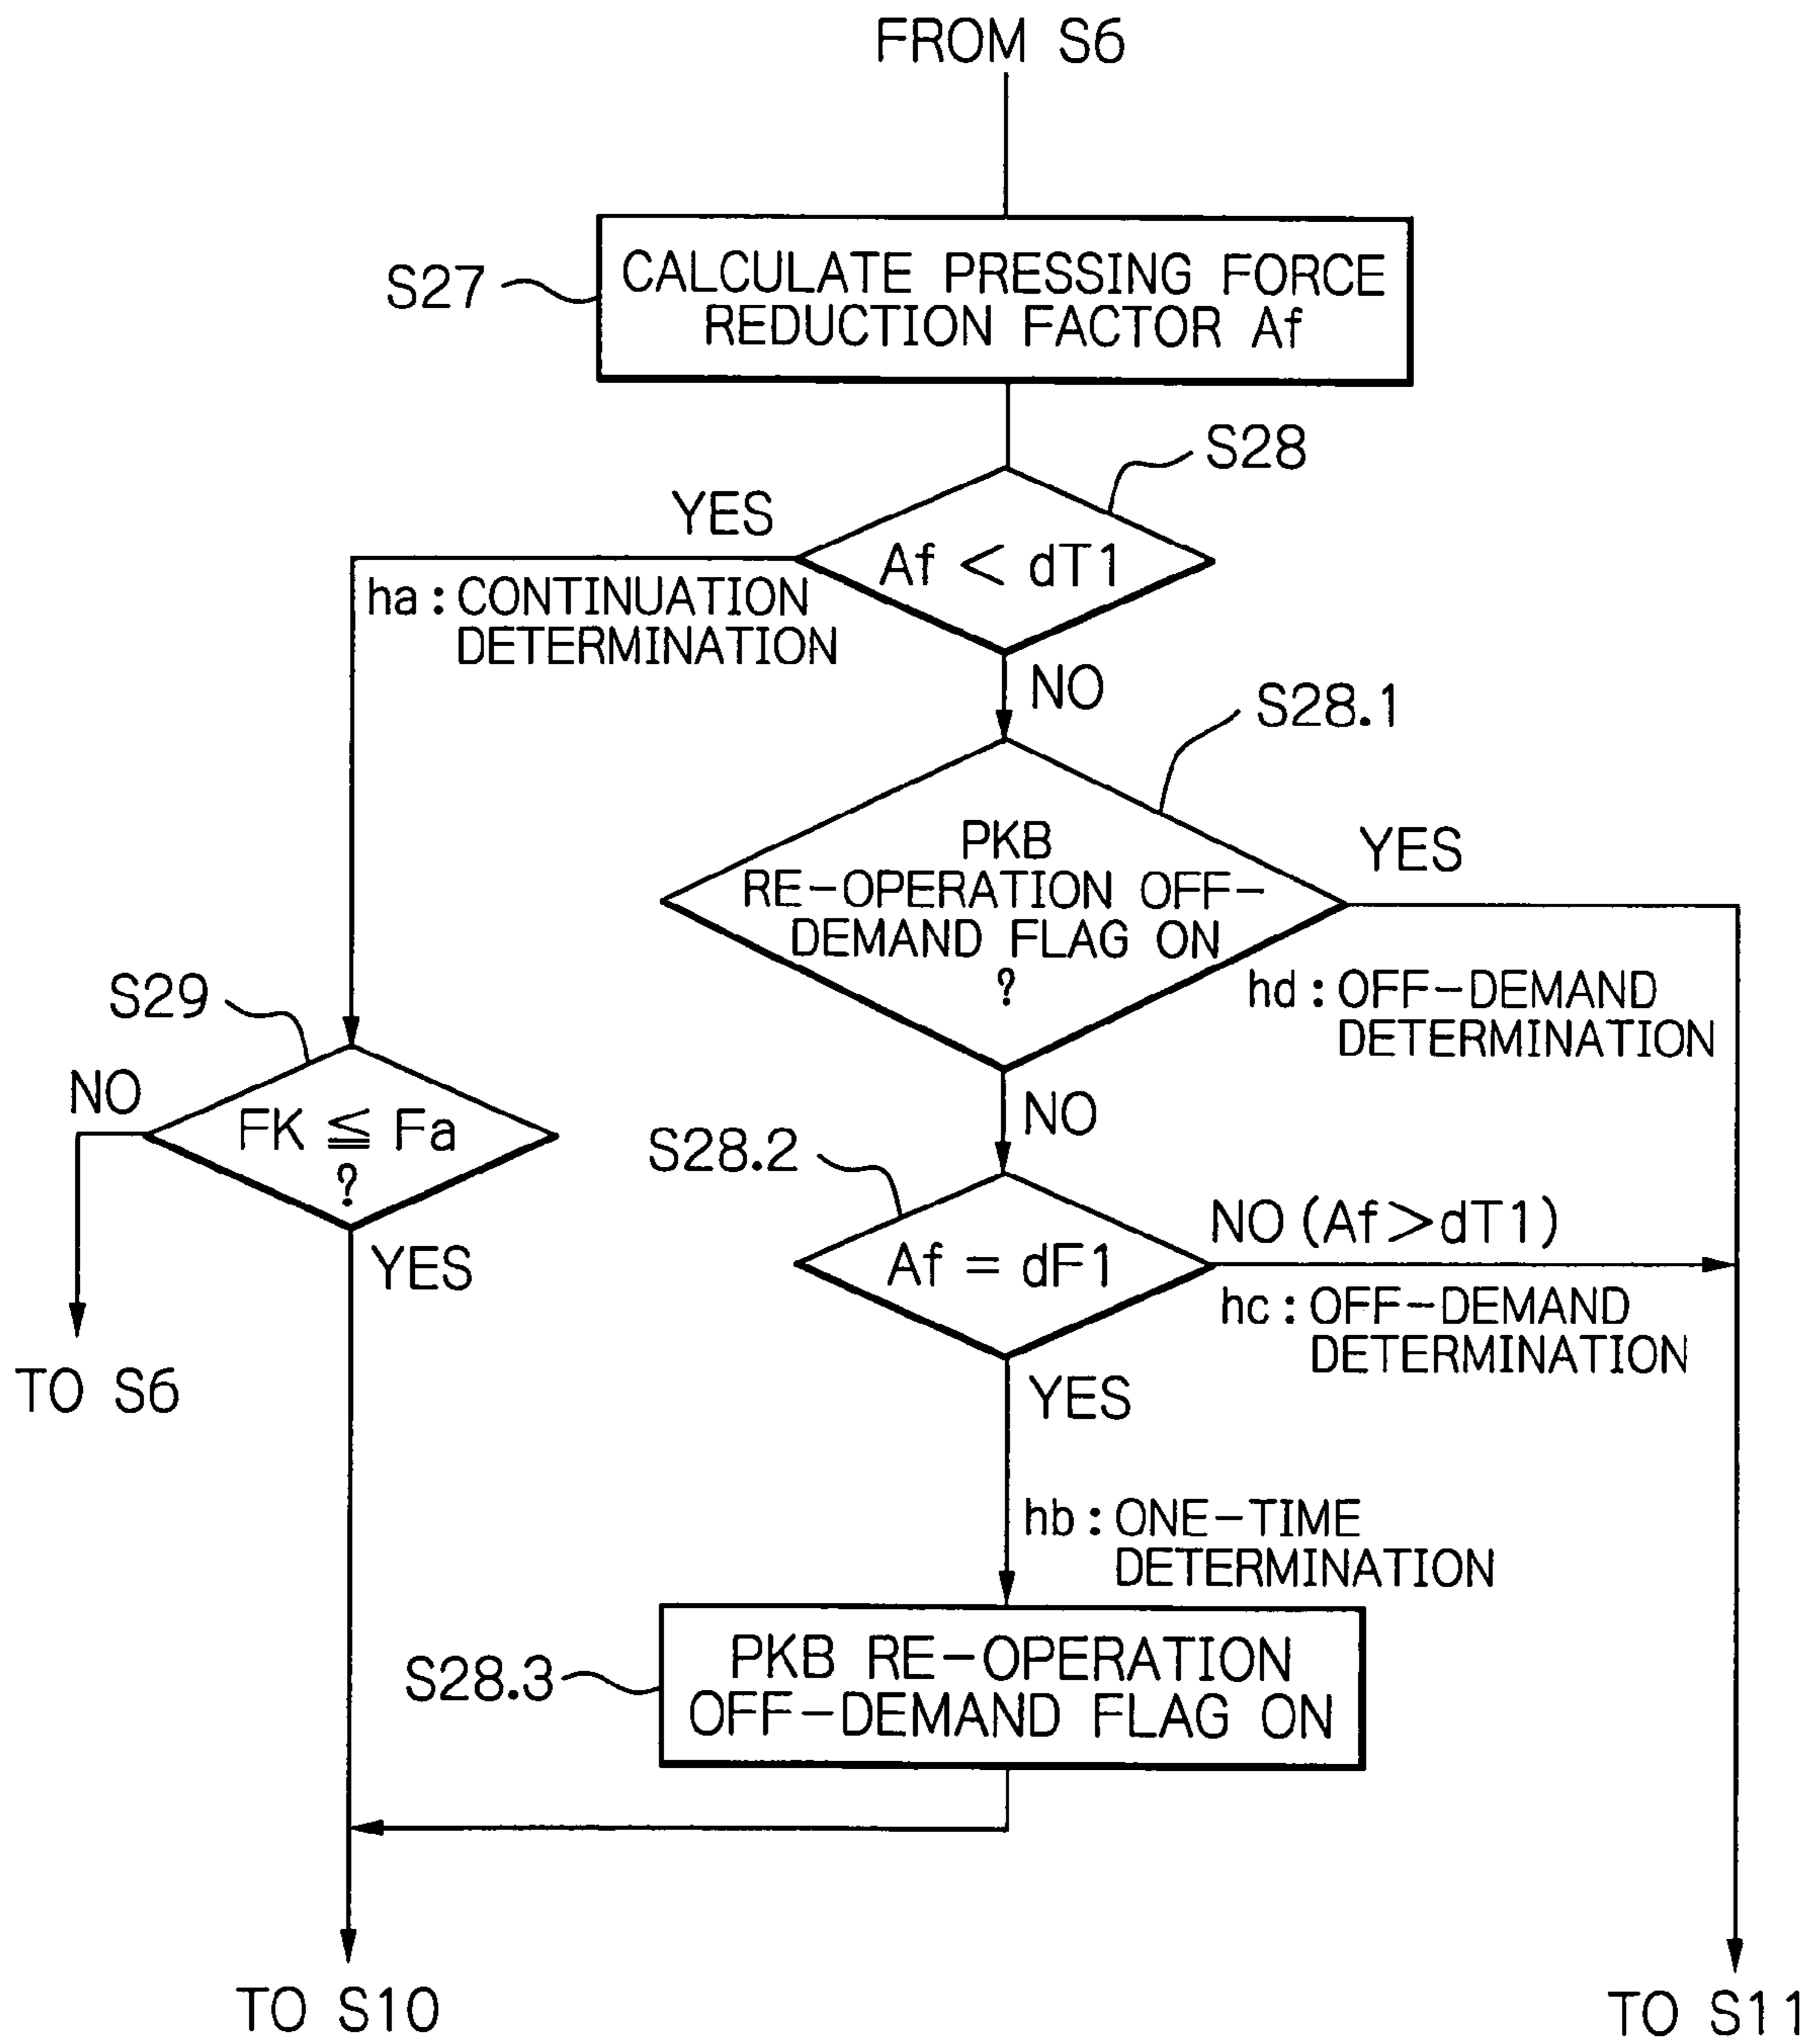 FROM S6
S27
CALCULATE PRESSING FORCE
REDUCTION FACTOR Af
S28
YES
Af < dT1
ha : CONTINUATION
DETERMINATION
NO
S28.1
PKB
RE-OPERATION OFF-
DEMAND FLAG ON
?
YES
hd : OFF-DEMAND
DETERMINATION
S29
NO
FK ≦ Fa
?
YES
TO S6
NO
S28.2
Af = dF1
NO (Af>dT1)
hc : OFF-DEMAND
DETERMINATION
YES
hb : ONE-TIME
DETERMINATION
S28.3
PKB RE-OPERATION
OFF-DEMAND FLAG ON
TO S10
TO S11